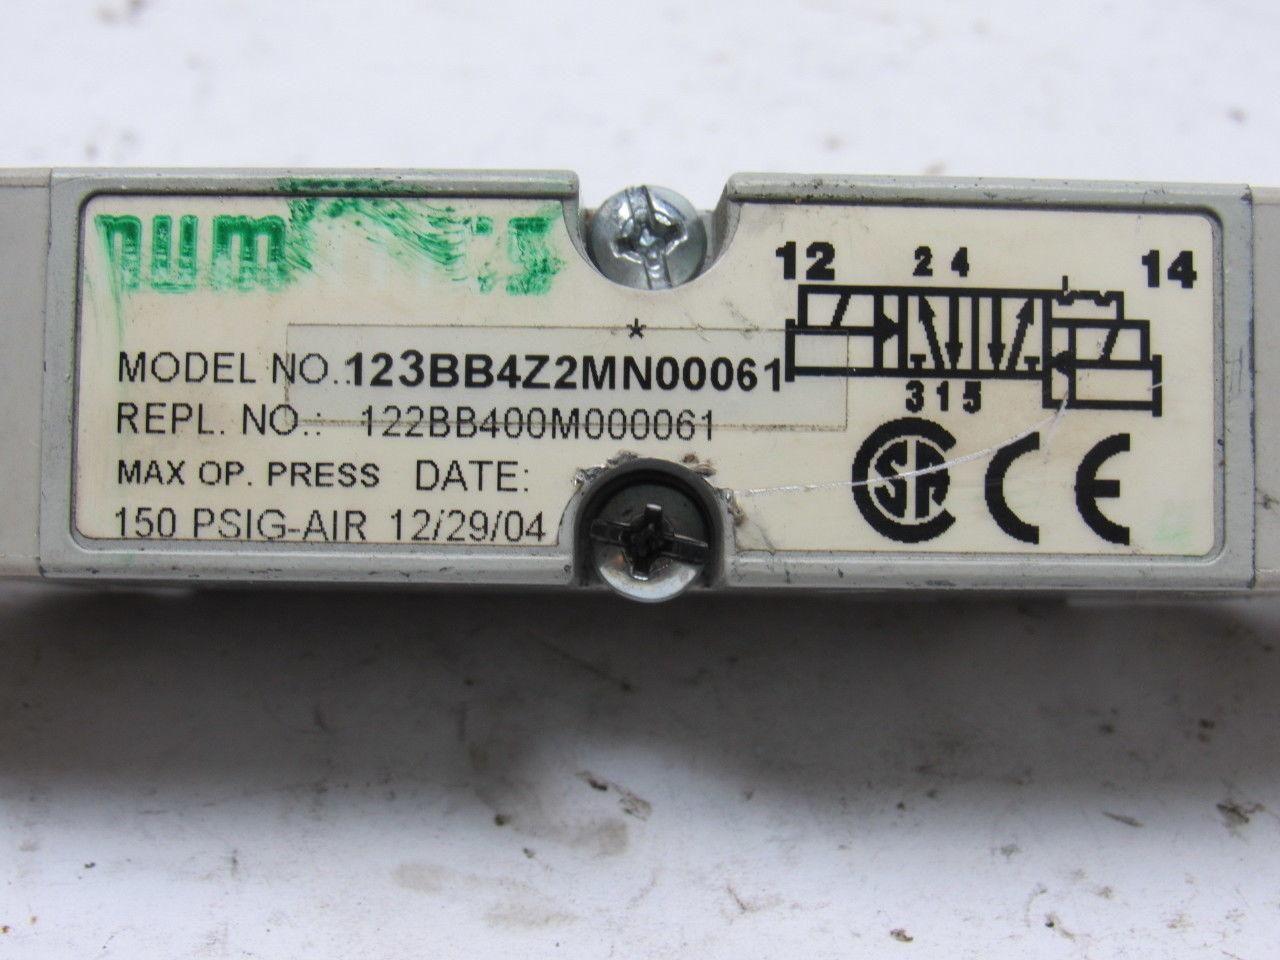 MODEL NO.:123BB4Z2MN00061
*
REPL. NO.: 122BB400M000061
MAX OP. PRESS DATE:
150 PSIG-AIR 12/29/04
12 2 4 14
3 1 5
CSA CE